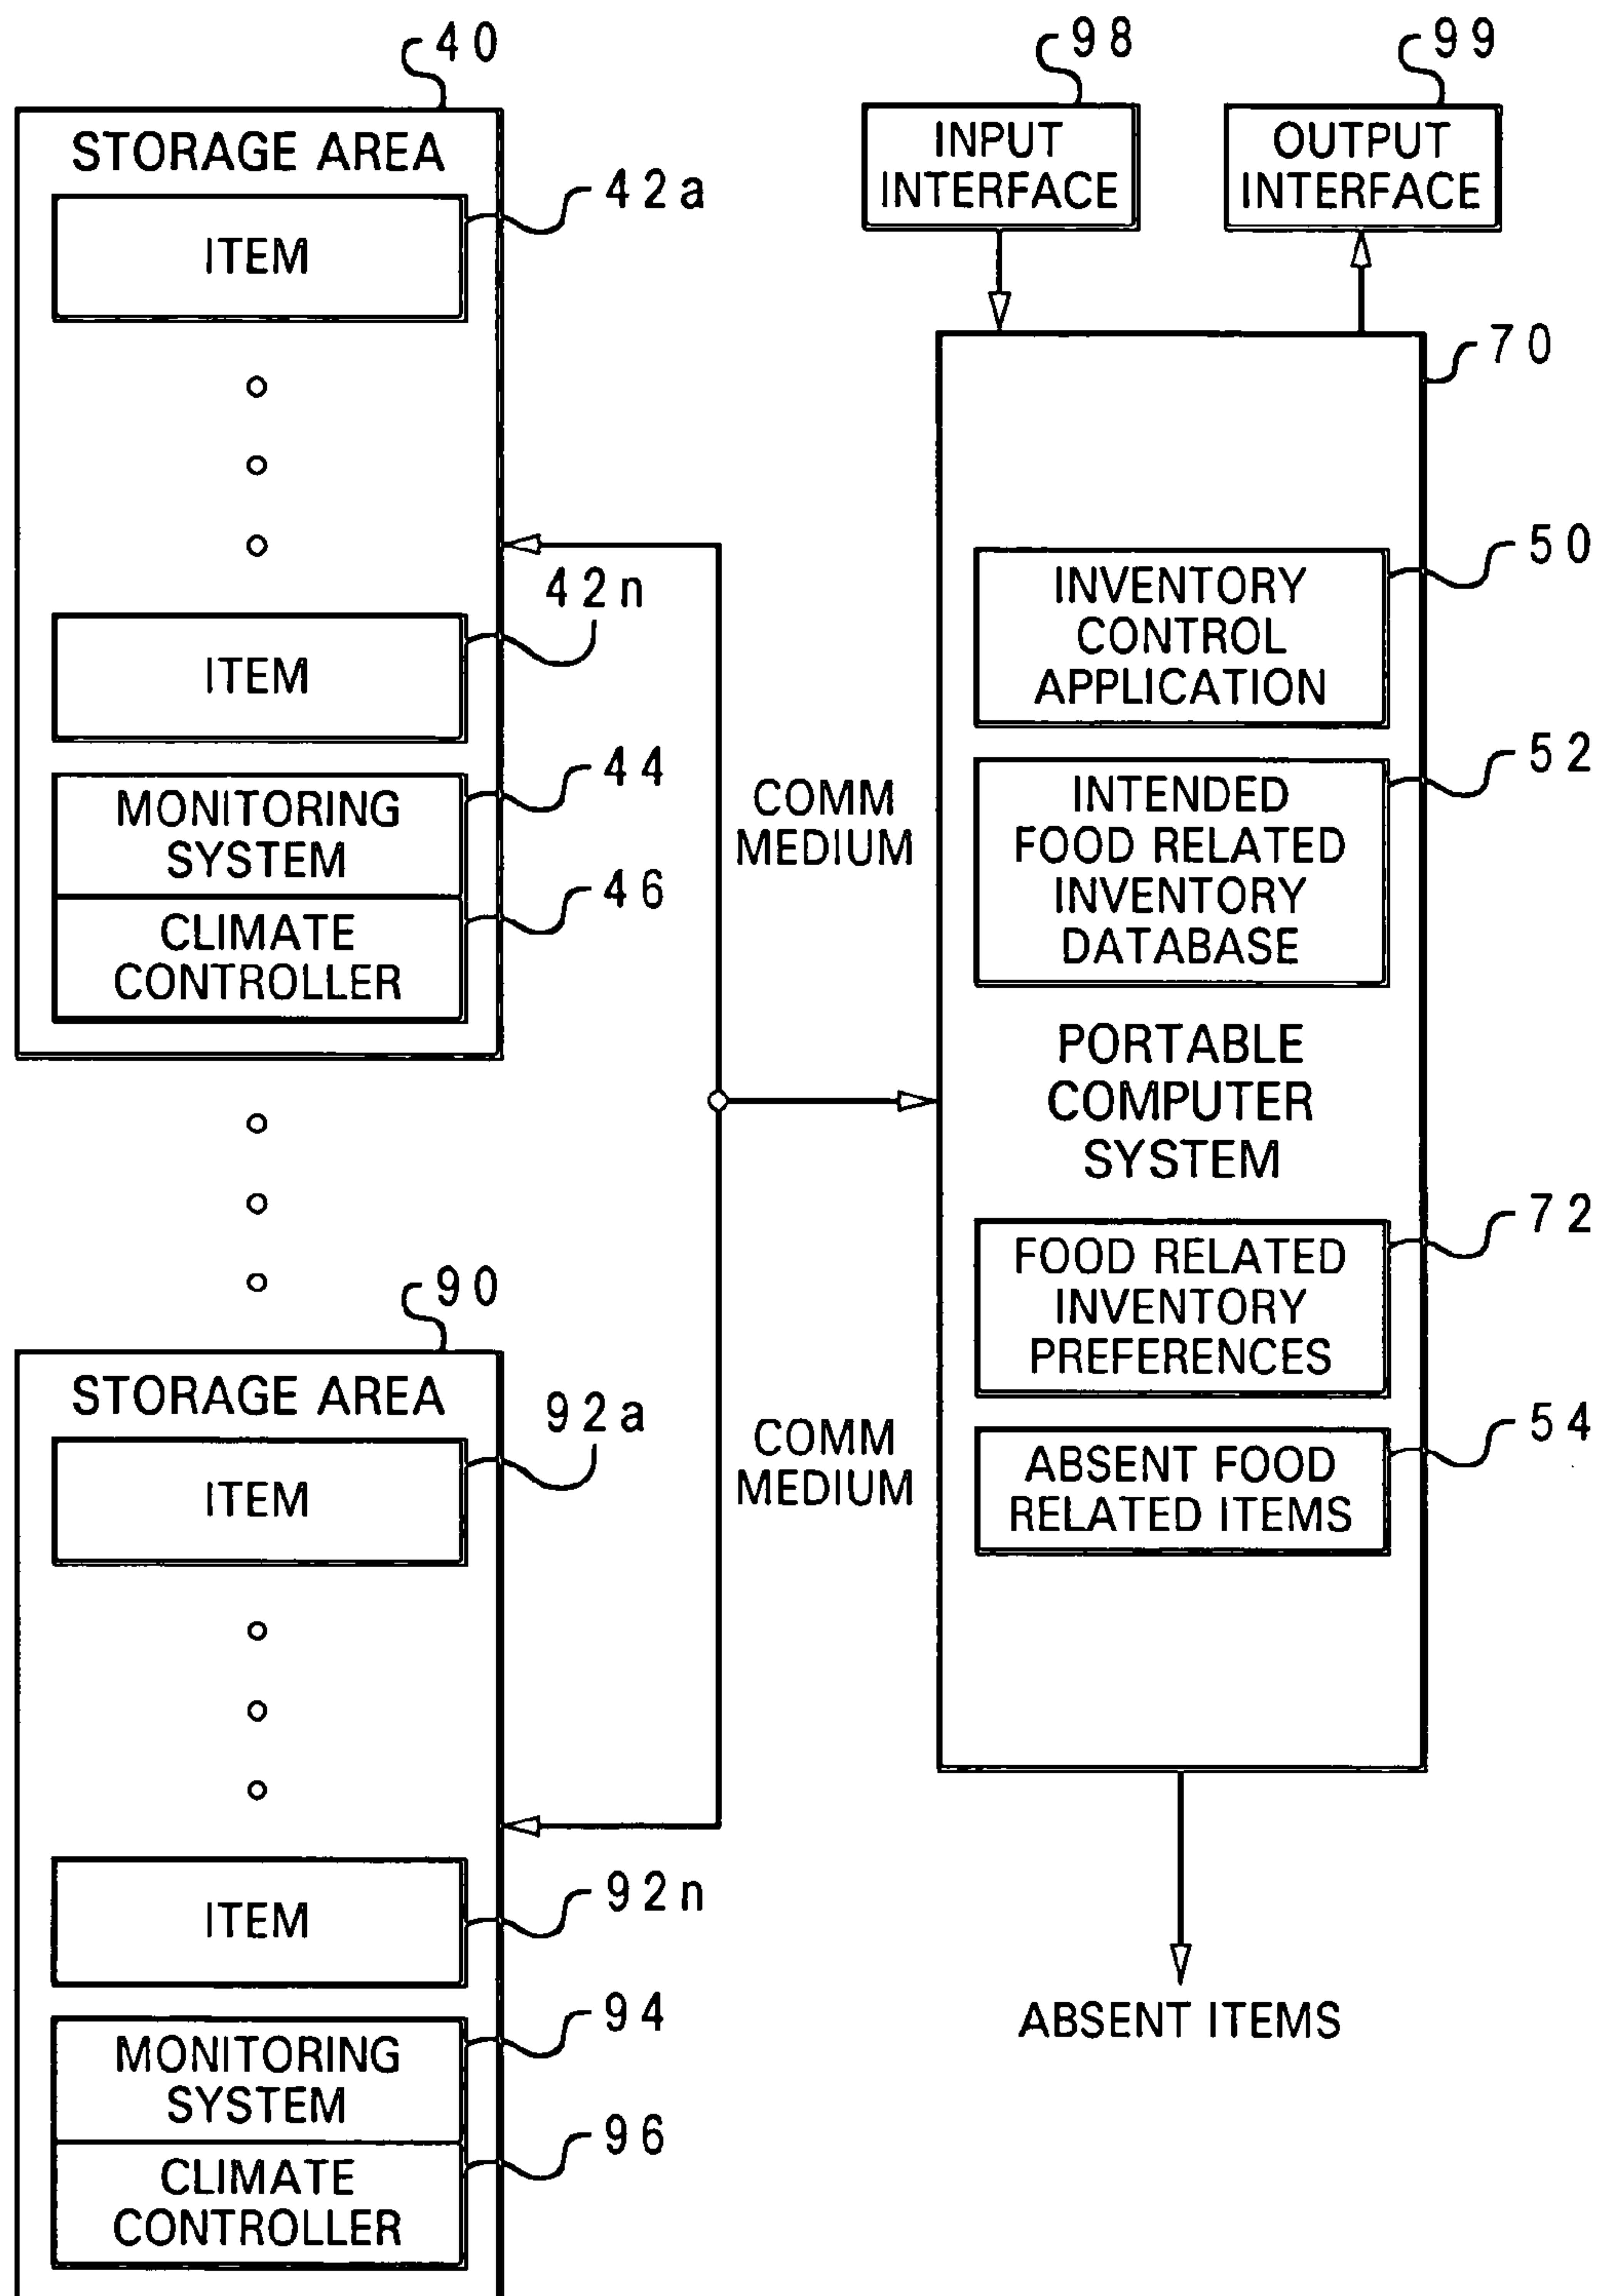 40
STORAGE AREA
42a
ITEM
42n
ITEM
44
MONITORING
SYSTEM
46
CLIMATE
CONTROLLER
90
STORAGE AREA
92a
ITEM
92n
ITEM
94
MONITORING
SYSTEM
96
CLIMATE
CONTROLLER
COMM
MEDIUM
COMM
MEDIUM
98
INPUT
INTERFACE
99
OUTPUT
INTERFACE
70
50
INVENTORY
CONTROL
APPLICATION
52
INTENDED
FOOD RELATED
INVENTORY
DATABASE
PORTABLE
COMPUTER
SYSTEM
72
FOOD RELATED
INVENTORY
PREFERENCES
54
ABSENT FOOD
RELATED ITEMS
ABSENT ITEMS